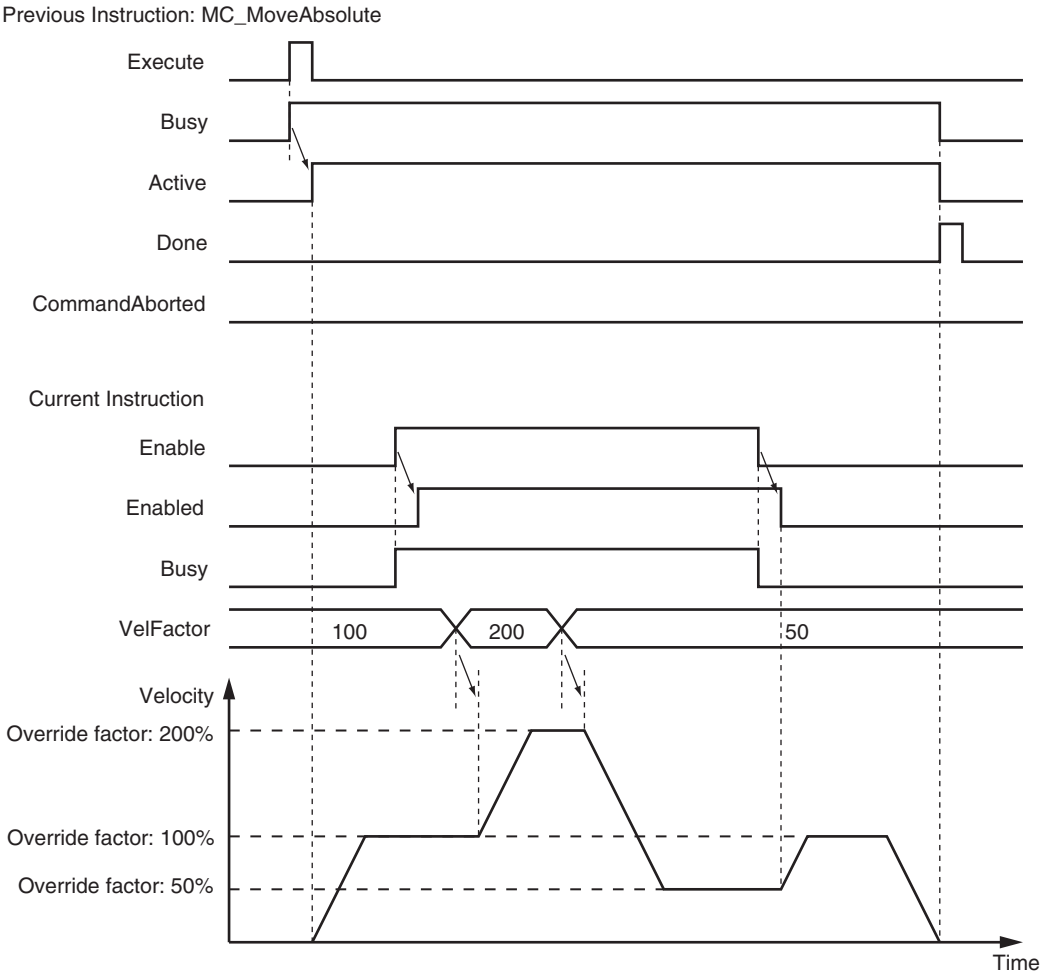 Previous Instruction: MC_MoveAbsolute
Execute
Busy
Active
Done
CommandAborted
Current Instruction
Enable
Enabled
Busy
VelFactor
100
200
50
Velocity
Override factor: 200%
Override factor: 100%
Override factor: 50%
Time